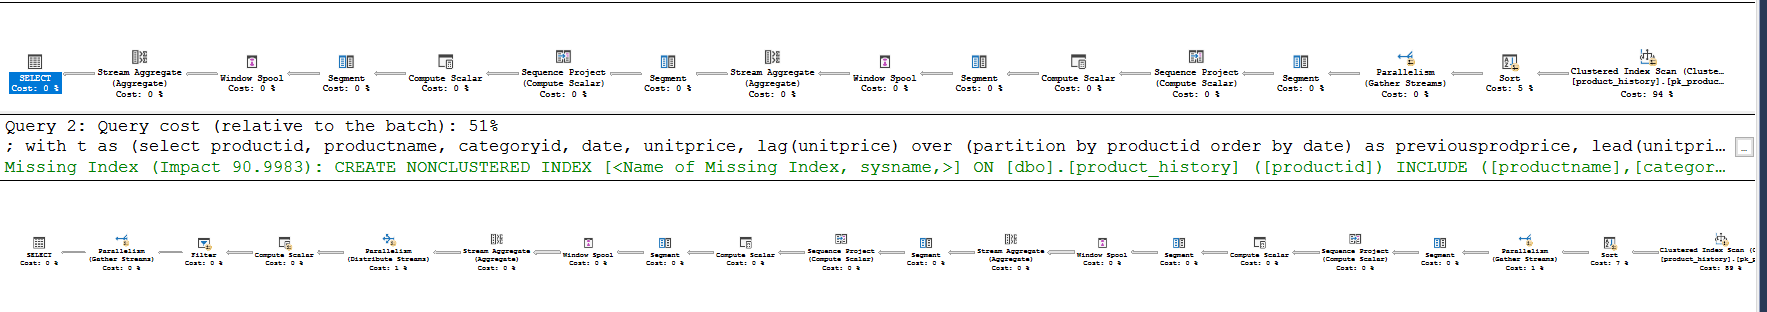 SELECT
Cost: 0 %
Stream Aggregate
(Aggregate)
Cost: 0 %
Window Spool
Cost: 0 %
Segment
Cost: 0 %
Compute Scalar
Cost: 0 %
Sequence Project
(Compute Scalar)
Cost: 0 %
Segment
Cost: 0 %
Stream Aggregate
(Aggregate)
Cost: 0 %
Window Spool
Cost: 0 %
Segment
Cost: 0 %
Compute Scalar
Cost: 0 %
Sequence Project
(Compute Scalar)
Cost: 0 %
Segment
Cost: 0 %
Parallelism
(Gather Streams)
Cost: 0 %
Sort
Cost: 5 %
Clustered Index Scan (Cluste…
[product_history].[pk_produc…
Cost: 94 %
Query 2: Query cost (relative to the batch): 51%
; with t as (select productid, productname, categoryid, date, unitprice, lag(unitprice) over (partition by productid order by date) as previousprodprice, lead(unitpri…
Missing Index (Impact 90.9983): CREATE NONCLUSTERED INDEX [<Name of Missing Index, sysname,>] ON [dbo].[product_history] ([productid]) INCLUDE ([productname],[categor…
SELECT
Cost: 0 %
Parallelism
(Gather Streams)
Cost: 0 %
Filter
Cost: 0 %
Compute Scalar
Cost: 0 %
Parallelism
(Distribute Streams)
Cost: 1 %
Stream Aggregate
(Aggregate)
Cost: 0 %
Window Spool
Cost: 0 %
Segment
Cost: 0 %
Compute Scalar
Cost: 0 %
Sequence Project
(Compute Scalar)
Cost: 0 %
Segment
Cost: 0 %
Stream Aggregate
(Aggregate)
Cost: 0 %
Window Spool
Cost: 0 %
Segment
Cost: 0 %
Compute Scalar
Cost: 0 %
Sequence Project
(Compute Scalar)
Cost: 0 %
Segment
Cost: 0 %
Parallelism
(Gather Streams)
Cost: 1 %
Sort
Cost: 7 %
Clustered Index Scan (C
[product_history].[pk_p
Cost: 89 %